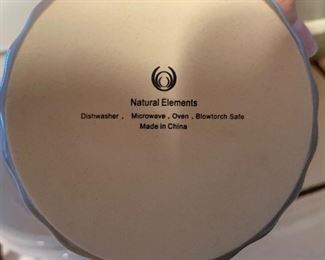 Natural Elements
Dishwasher , Microwave , Oven , Blowtorch Safe
Made in China